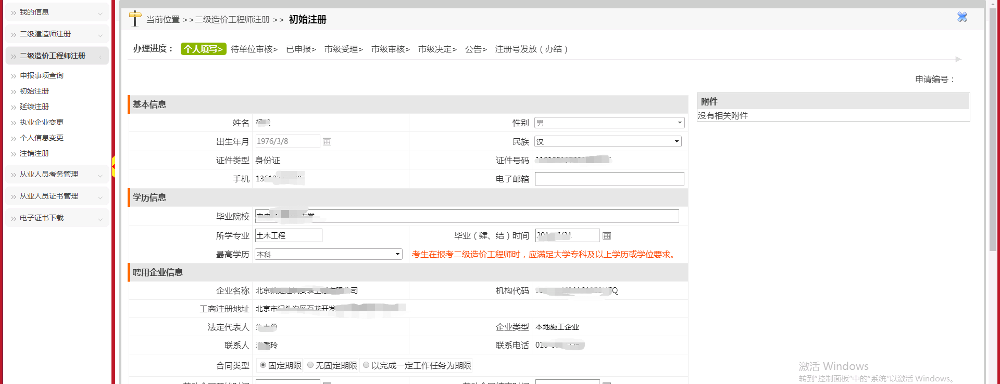 我的信息
二级建造师注册
二级造价工程师注册
申报事项查询
初始注册
延续注册
执业企业变更
个人信息变更
注销注册
从业人员考务管理
从业人员证书管理
电子证书下载
当前位置 >>二级造价工程师注册 >> 初始注册
办理进度： 个人填写> 待单位审核> 已申报> 市级受理> 市级审核> 市级决定> 公告> 注册号发放（办结）
申请编号：
附件
没有相关附件
基本信息
姓名 性别 男
出生年月 1976/3/8 民族 汉
证件类型 身份证 证件号码
手机 电子邮箱
学历信息
毕业院校
所学专业 土木工程 毕业（肄、结）时间
最高学历 本科 考生在报考二级造价工程师时，应满足大学专科及以上学历或学位要求。
聘用企业信息
企业名称 北京 司 机构代码 Q
工商注册地址 北京市
法定代表人 企业类型 本地施工企业
联系人 玲 联系电话
合同类型 固定期限 无固定期限 以完成一定工作任务为期限
激活 Windows
转到“控制面板”中的“系统”以激活 Windows。